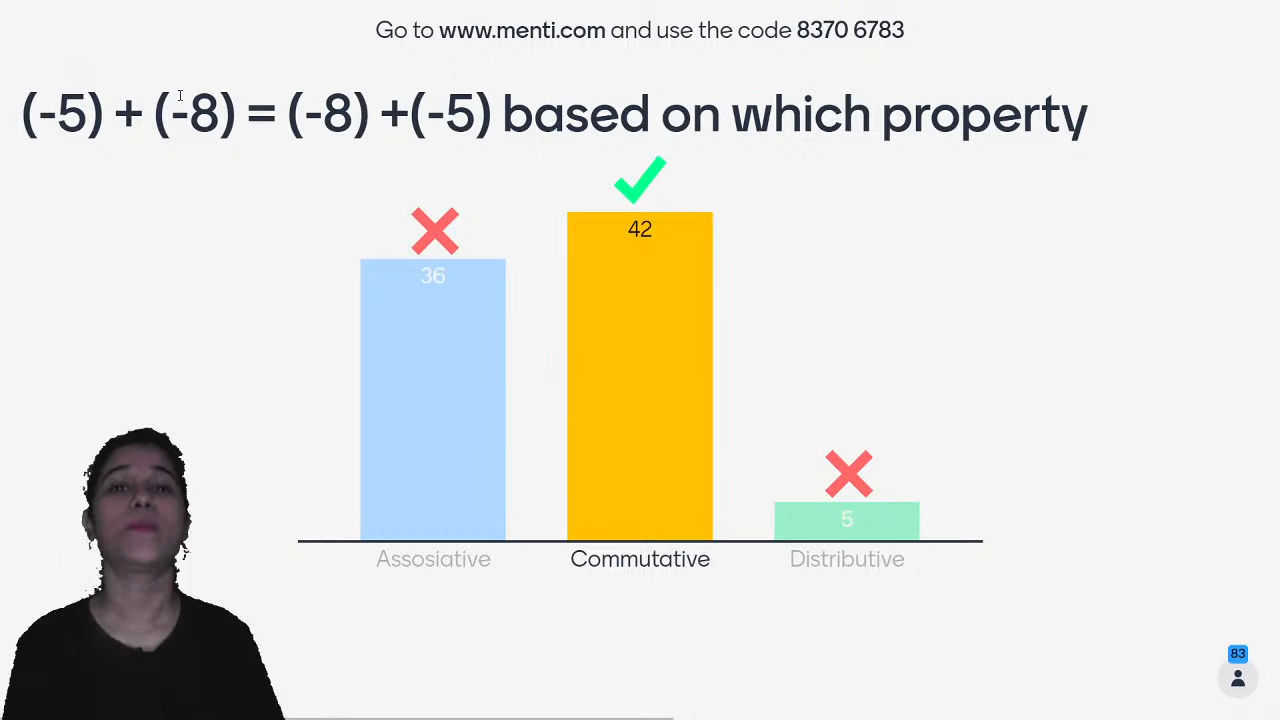 Go to www.menti.com and use the code 8370 6783
(-5) + (-8) = (-8) +(-5) based on which property
42
36
5
Assosiative Commutative Distributive
83